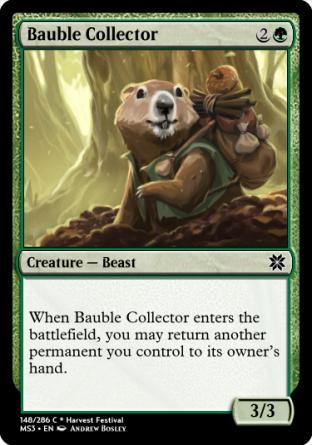 Bauble Collector 2
Creature — Beast
When Bauble Collector enters the
battlefield, you may return another
permanent you control to its owner's
hand.
3/3
148/286 C * Harvest Festival
MS3 • EN Andrew Bosley